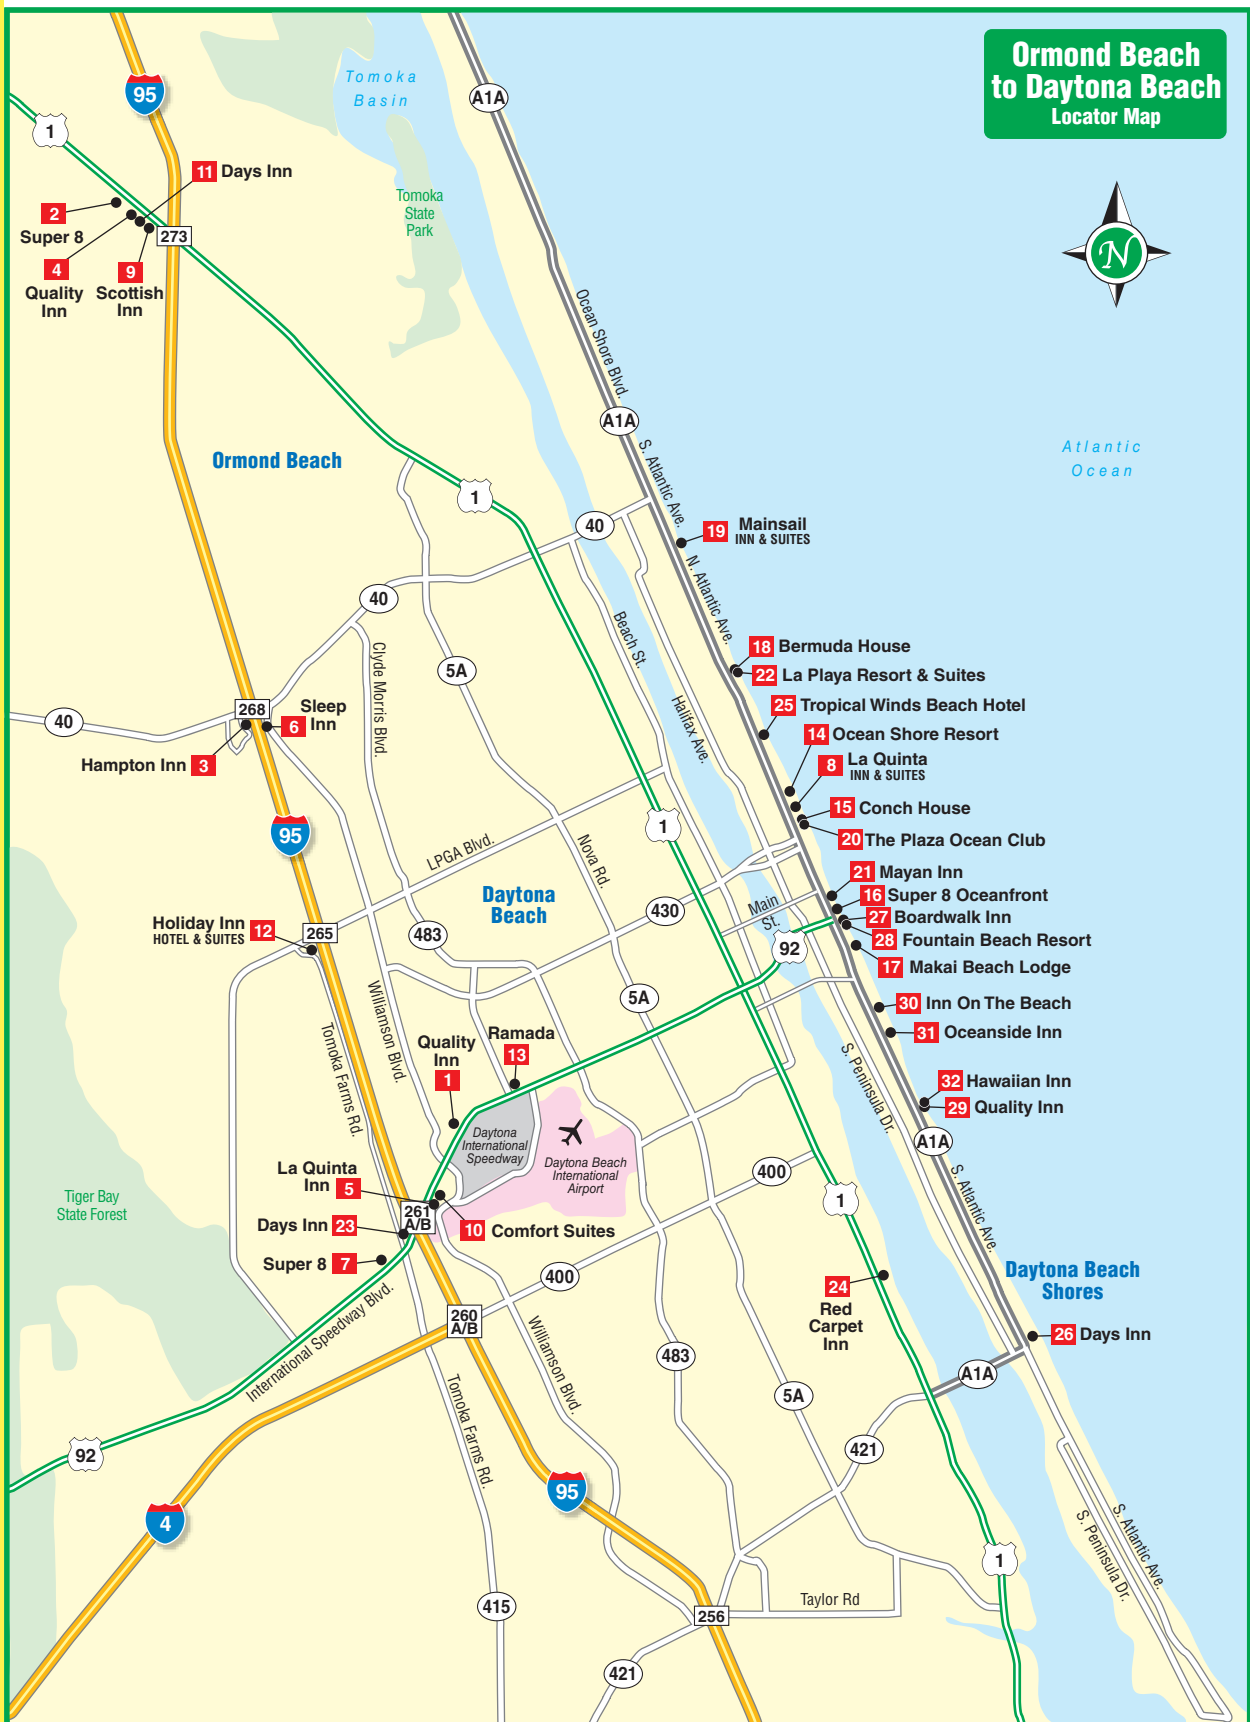 Ormond Beach
to Daytona Beach
Locator Map
95
1
Tomoka
Basin
A1A
11 Days Inn
2
Super 8
Tomoka
State
Park
273
4
Quality
Inn
9
Scottish
Inn
N
Ocean Shore Blvd.
A1A
Atlantic
Ocean
Ormond Beach
S. Atlantic Ave.
1
40
19 Mainsail
INN & SUITES
N. Atlantic Ave.
40
Beach St.
18 Bermuda House
22 La Playa Resort & Suites
5A
Clyde Morris Blvd.
Halifax Ave.
25 Tropical Winds Beach Hotel
268
Sleep
Inn
6
40
14 Ocean Shore Resort
Hampton Inn 3
8 La Quinta
INN & SUITES
15 Conch House
95
1
20 The Plaza Ocean Club
LPGA Blvd.
Nova Rd.
21 Mayan Inn
Daytona
Beach
16 Super 8 Oceanfront
Main
St.
430
27 Boardwalk Inn
Holiday Inn
HOTEL & SUITES
12
265
483
92
28 Fountain Beach Resort
17 Makai Beach Lodge
5A
30 Inn On The Beach
Williamson Blvd.
Tomoka Farms Rd.
31 Oceanside Inn
Quality
Inn
1
Ramada
13
S. Peninsula Dr.
32 Hawaiian Inn
29 Quality Inn
Daytona
International
Speedway
Daytona Beach
International
Airport
A1A
La Quinta
Inn 5
400
Tiger Bay
State Forest
S. Atlantic Ave.
1
261
A/B
Days Inn 23
10 Comfort Suites
Super 8 7
400
24
Red
Carpet
Inn
Daytona Beach
Shores
International Speedway Blvd.
260
A/B
Williamson Blvd.
26 Days Inn
483
A1A
Tomoka Farms Rd.
5A
421
92
95
4
S. Atlantic Ave.
S. Peninsula Dr.
1
415
Taylor Rd
256
421